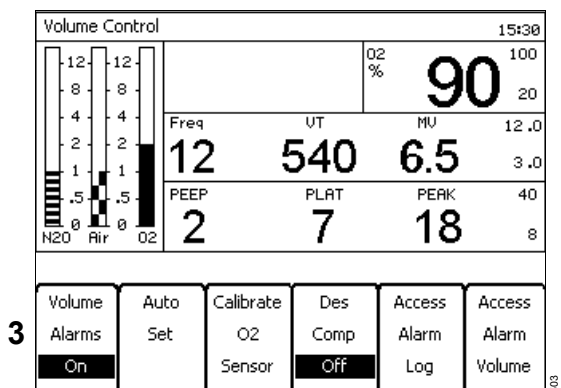 Volume Control 15:30
12 12
8 8
4 4
2 2
1 1
.5 .5
0 0
N2O Air O2
O2 % 90 100 20
Freq VT MV 12.0
12 540 6.5 3.0
PEEP PLAT PEAK 40
2 7 18 8
3
Volume Alarms On
Auto Set
Calibrate O2 Sensor
Des Comp Off
Access Alarm Log
Access Alarm Volume
03